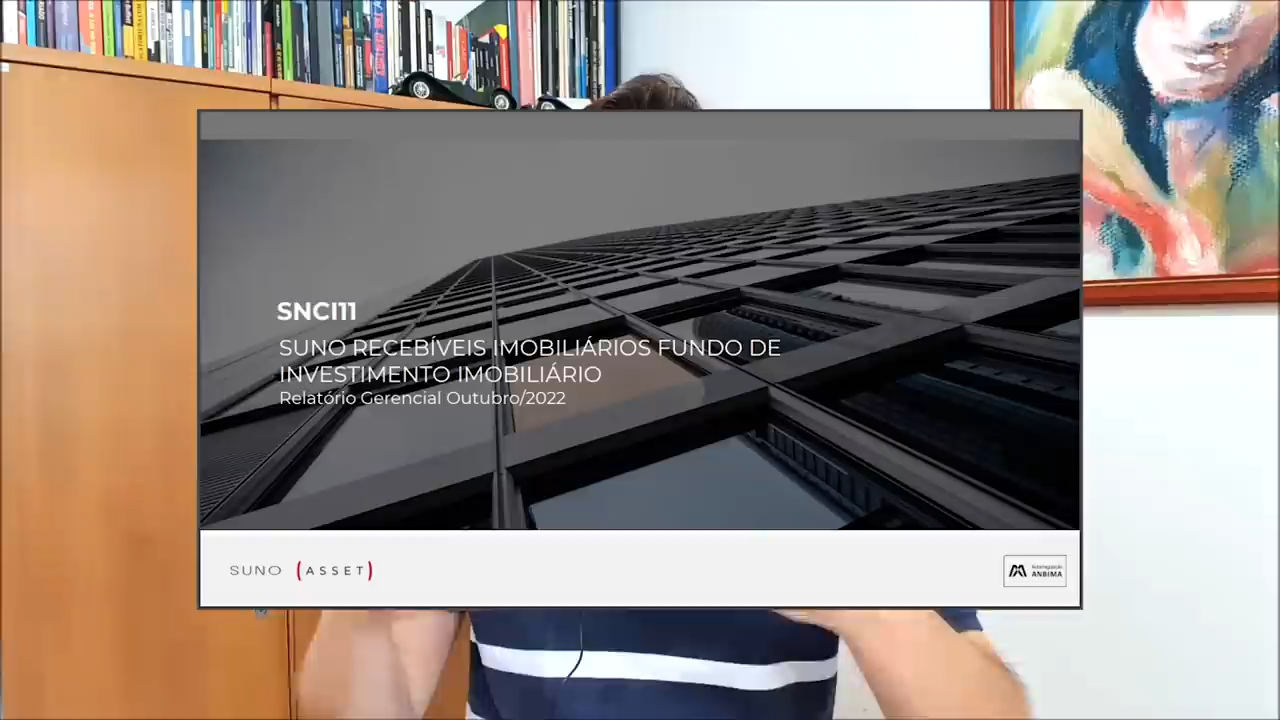 SNCI11
SUNO RECEBÍVEIS IMOBILIÁRIOS FUNDO DE
INVESTIMENTO IMOBILIÁRIO
Relatório Gerencial Outubro/2022
SUNO (ASSET)
ANBIMA